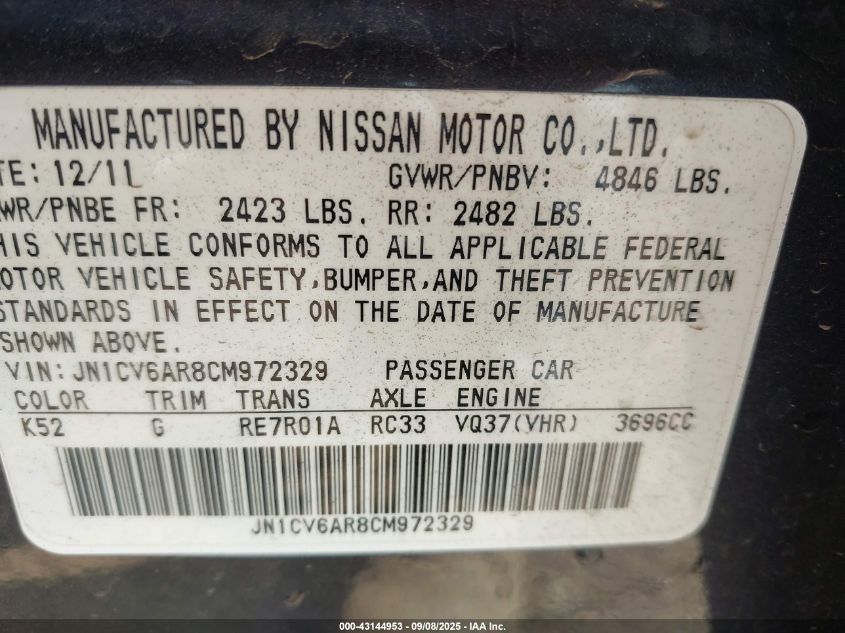 MANUFACTURED BY NISSAN MOTOR CO.,LTD.
TE: 12/11 GVWR/PNBV: 4846 LBS.
WR/PNBE FR: 2423 LBS. RR: 2482 LBS.
HIS VEHICLE CONFORMS TO ALL APPLICABLE FEDERAL
OTOR VEHICLE SAFETY,BUMPER,AND THEFT PREVENTION
STANDARDS IN EFFECT ON THE DATE OF MANUFACTURE
SHOWN ABOVE.
VIN:JN1CV6AR8CM972329 PASSENGER CAR
COLOR TRIM TRANS AXLE ENGINE
K52 G RE7R01A RC33 VQ37(VHR) 3696CC
JN1CV6AR8CM972329
000-43144953 - 09/08/2025 - IAA Inc.